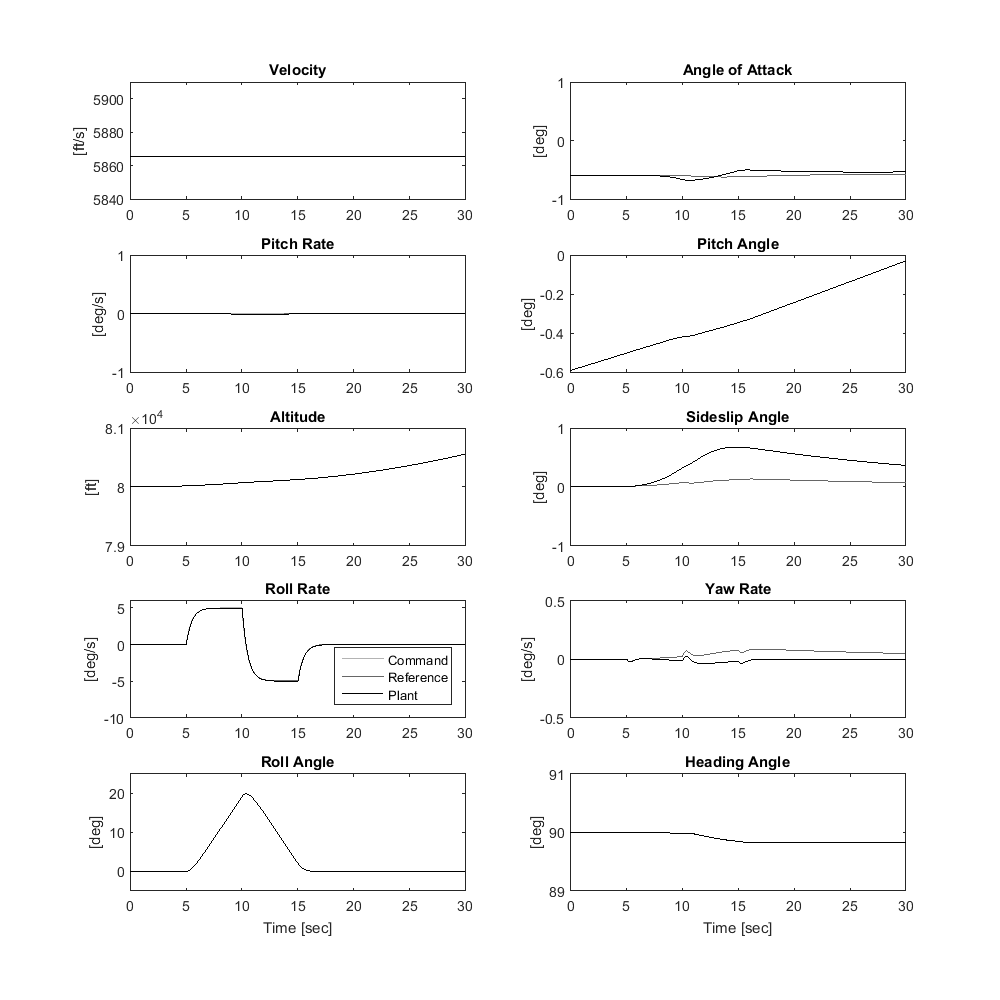 Velocity
[ft/s]
5900
5880
5860
5840
0 5 10 15 20 25 30
Angle of Attack
[deg]
1
0
-1
0 5 10 15 20 25 30
Pitch Rate
[deg/s]
1
0
-1
0 5 10 15 20 25 30
Pitch Angle
[deg]
0
-0.2
-0.4
-0.6
0 5 10 15 20 25 30
Altitude
×10⁴
[ft]
8.1
8
7.9
0 5 10 15 20 25 30
Sideslip Angle
[deg]
1
0
-1
0 5 10 15 20 25 30
Roll Rate
[deg/s]
5
0
-5
-10
Command
Reference
Plant
0 5 10 15 20 25 30
Yaw Rate
[deg/s]
0.5
0
-0.5
0 5 10 15 20 25 30
Roll Angle
[deg]
20
10
0
0 5 10 15 20 25 30
Time [sec]
Heading Angle
[deg]
91
90
89
0 5 10 15 20 25 30
Time [sec]